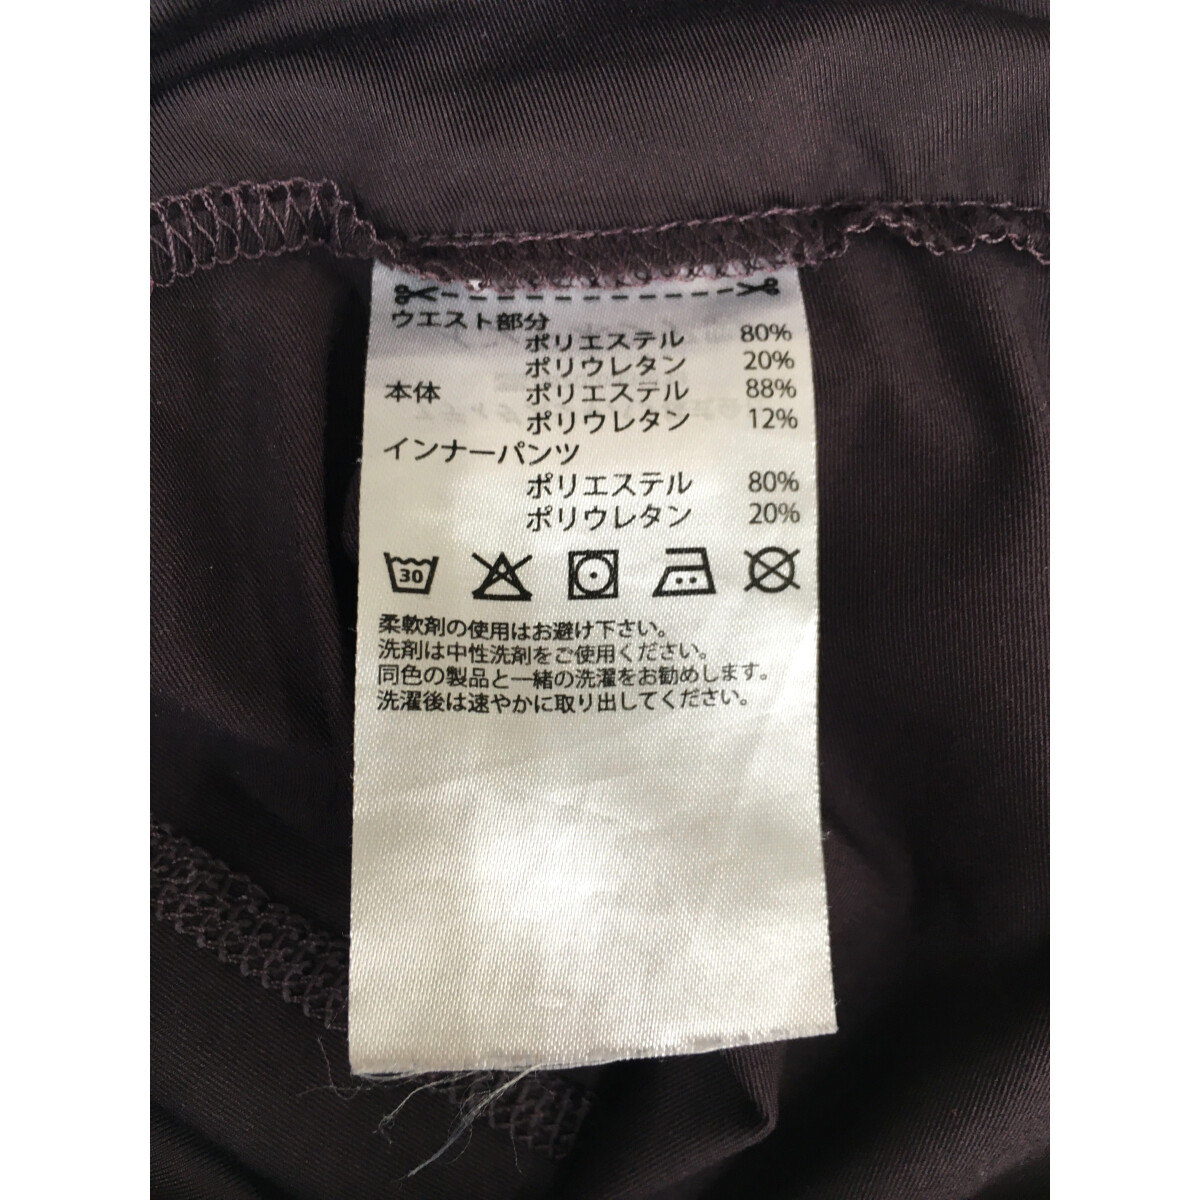 ウエスト部分
ポリエステル 80%
ポリウレタン 20%
本体 ポリエステル 88%
ポリウレタン 12%
インナーパンツ
ポリエステル 80%
ポリウレタン 20%
30
柔軟剤の使用はお避け下さい。
洗剤は中性洗剤をご使用ください。
同色の製品と一緒の洗濯をお勧めします。
洗濯後は速やかに取り出してください。